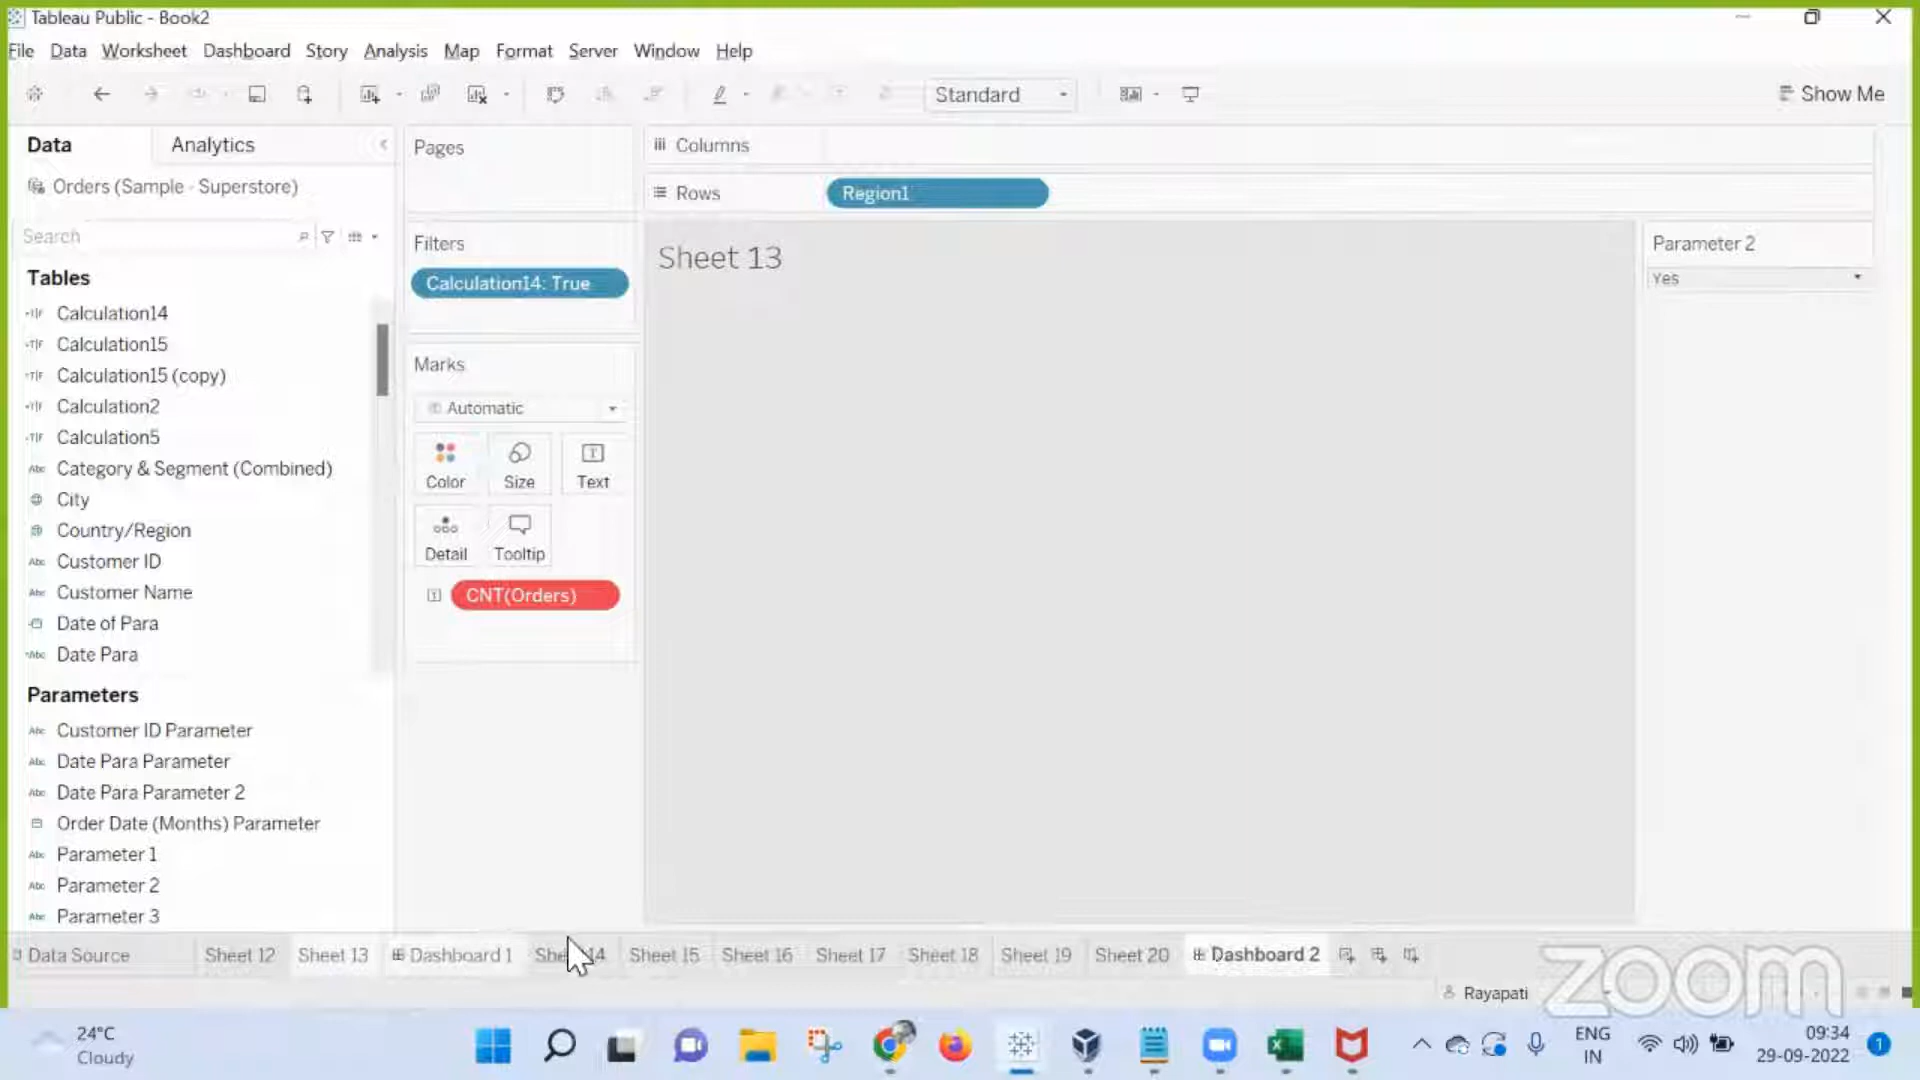 Tableau Public - Book2
File Data Worksheet Dashboard Story Analysis Map Format Server Window Help
Standard
Show Me
Data
Analytics
Orders (Sample - Superstore)
Search
Tables
Calculation14
Calculation15
Calculation15 (copy)
Calculation2
Calculation5
Category & Segment (Combined)
City
Country/Region
Customer ID
Customer Name
Date of Para
Date Para
Parameters
Customer ID Parameter
Date Para Parameter
Date Para Parameter 2
Order Date (Months) Parameter
Parameter 1
Parameter 2
Parameter 3
Pages
Filters
Calculation14: True
Marks
Automatic
Color Size Text
Detail Tooltip
CNT(Orders)
Columns
Rows Region1
Sheet 13
Parameter 2
Yes
Data Source Sheet 12 Sheet 13 Dashboard 1 14 Sheet 15 Sheet 16 Sheet 17 Sheet 18 Sheet 19 Sheet 20 Dashboard 2
Rayapati
zoom
24°C
Cloudy
ENG
IN
09:34
29-09-2022
1